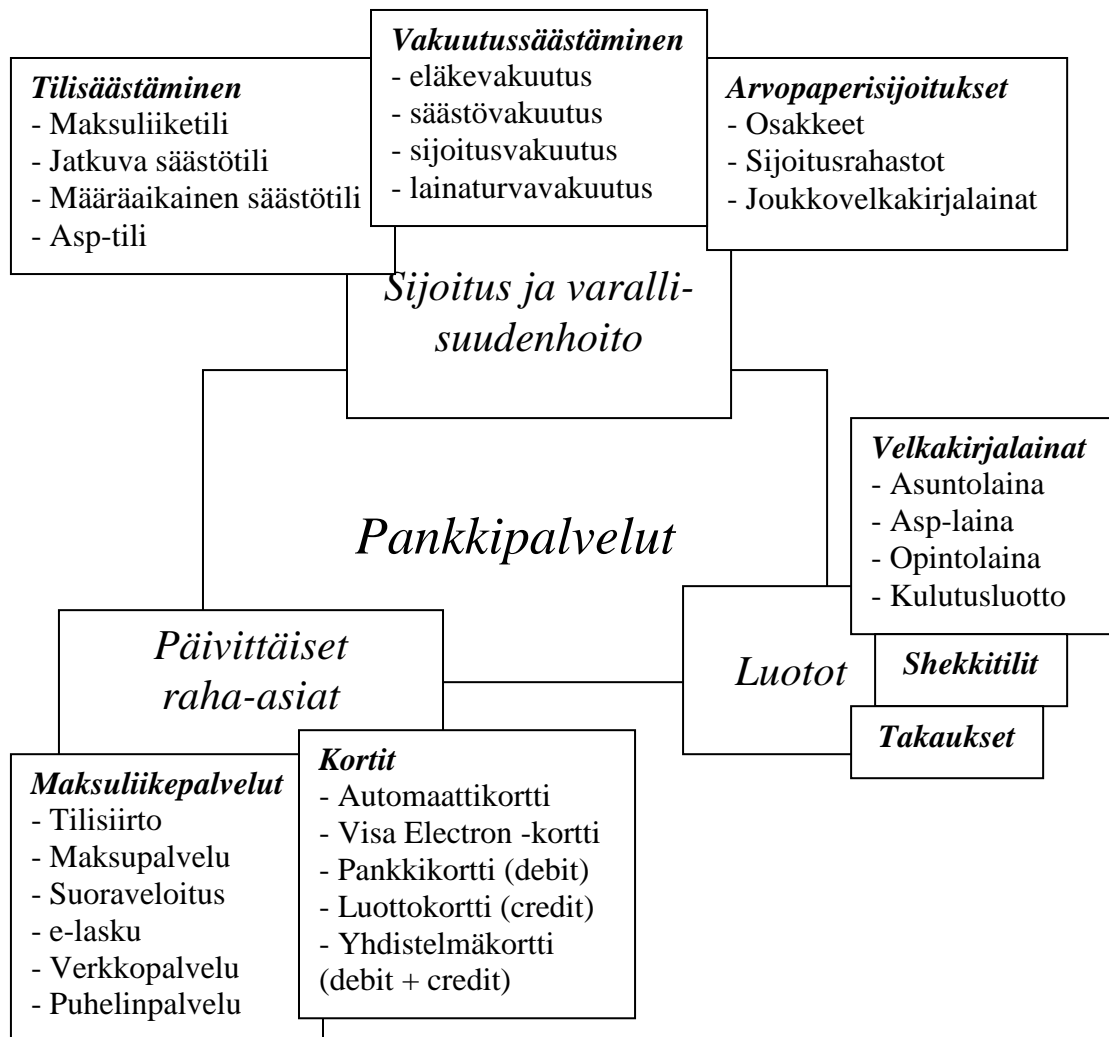 Vakuutussäästäminen
- eläkevakuutus
- säästövakuutus
- sijoitusvakuutus
- lainaturvavakuutus
Tilisäästäminen
- Maksuliiketili
- Jatkuva säästötili
- Määräaikainen säästötili
- Asp-tili
Arvopaperisijoitukset
- Osakkeet
- Sijoitusrahastot
- Joukkovelkakirjalainat
Sijoitus ja varalli-
suudenhoito
Pankkipalvelut
Velkakirjalainat
- Asuntolaina
- Asp-laina
- Opintolaina
- Kulutusluotto
Luotot
Shekkitilit
Takaukset
Päivittäiset
raha-asiat
Maksuliikepalvelut
- Tilisiirto
- Maksupalvelu
- Suoraveloitus
- e-lasku
- Verkkopalvelu
- Puhelinpalvelu
Kortit
- Automaattikortti
- Visa Electron -kortti
- Pankkikortti (debit)
- Luottokortti (credit)
- Yhdistelmäkortti
(debit + credit)